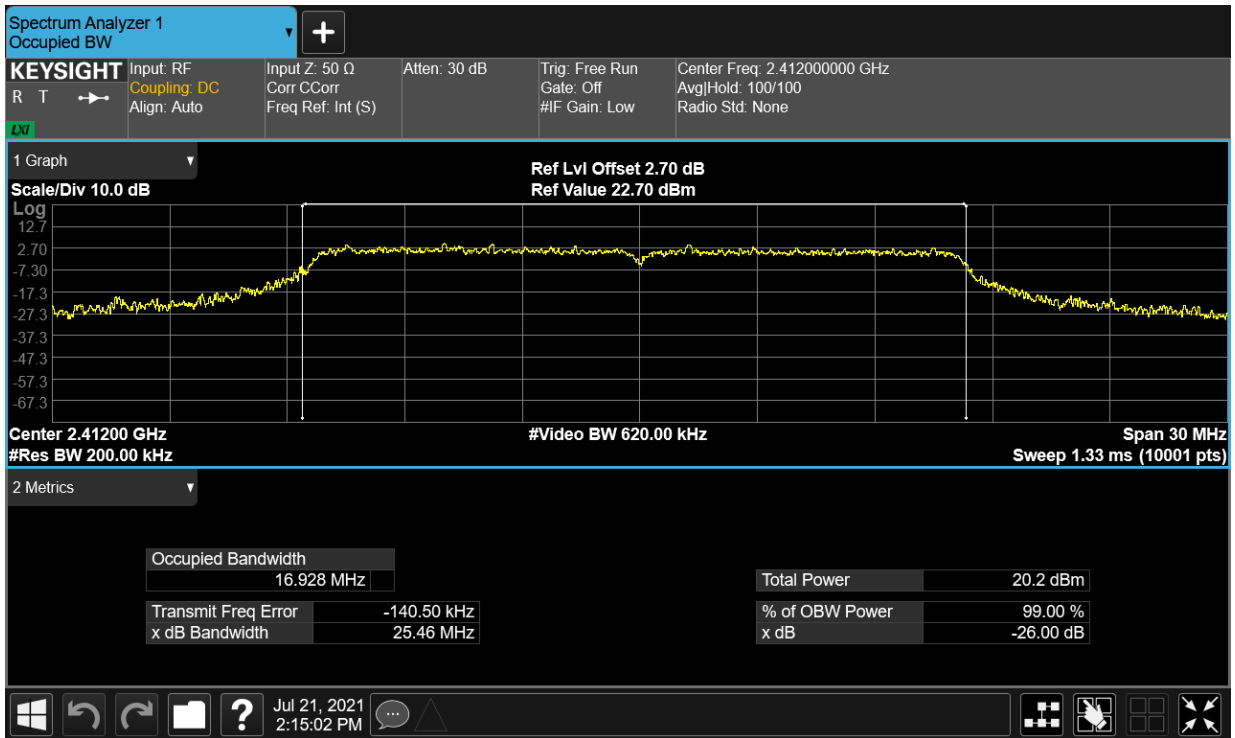 Spectrum Analyzer 1
Occupied BW
KEYSIGHT
R T
LXI
Input: RF
Coupling: DC
Align: Auto
Input Z: 50 Ω
Corr CCorr
Freq Ref: Int (S)
Atten: 30 dB
Trig: Free Run
Gate: Off
#IF Gain: Low
Center Freq: 2.412000000 GHz
Avg|Hold: 100/100
Radio Std: None
1 Graph
Scale/Div 10.0 dB
Ref Lvl Offset 2.70 dB
Ref Value 22.70 dBm
Log
12.7
2.70
-7.30
-17.3
-27.3
-37.3
-47.3
-57.3
-67.3
Center 2.41200 GHz
#Res BW 200.00 kHz
#Video BW 620.00 kHz
Span 30 MHz
Sweep 1.33 ms (10001 pts)
2 Metrics
Occupied Bandwidth
16.928 MHz
Transmit Freq Error -140.50 kHz
x dB Bandwidth 25.46 MHz
Total Power 20.2 dBm
% of OBW Power 99.00 %
x dB -26.00 dB
Jul 21, 2021
2:15:02 PM